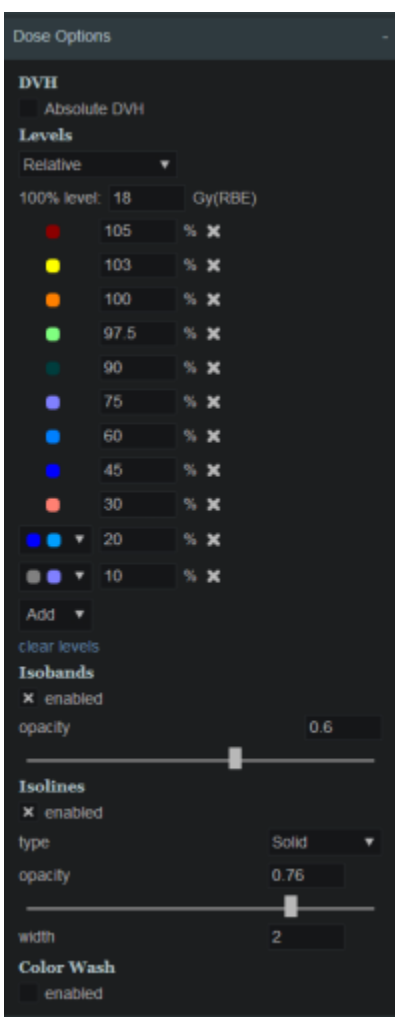 Dose Options -
DVH
Absolute DVH
Levels
Relative
100% level: 18 Gy(RBE)
105 %
103 %
100 %
97.5 %
90 %
75 %
60 %
45 %
30 %
20 %
10 %
Add
clear levels
Isobands
enabled
opacity 0.6
Isolines
enabled
type Solid
opacity 0.76
width 2
Color Wash
enabled